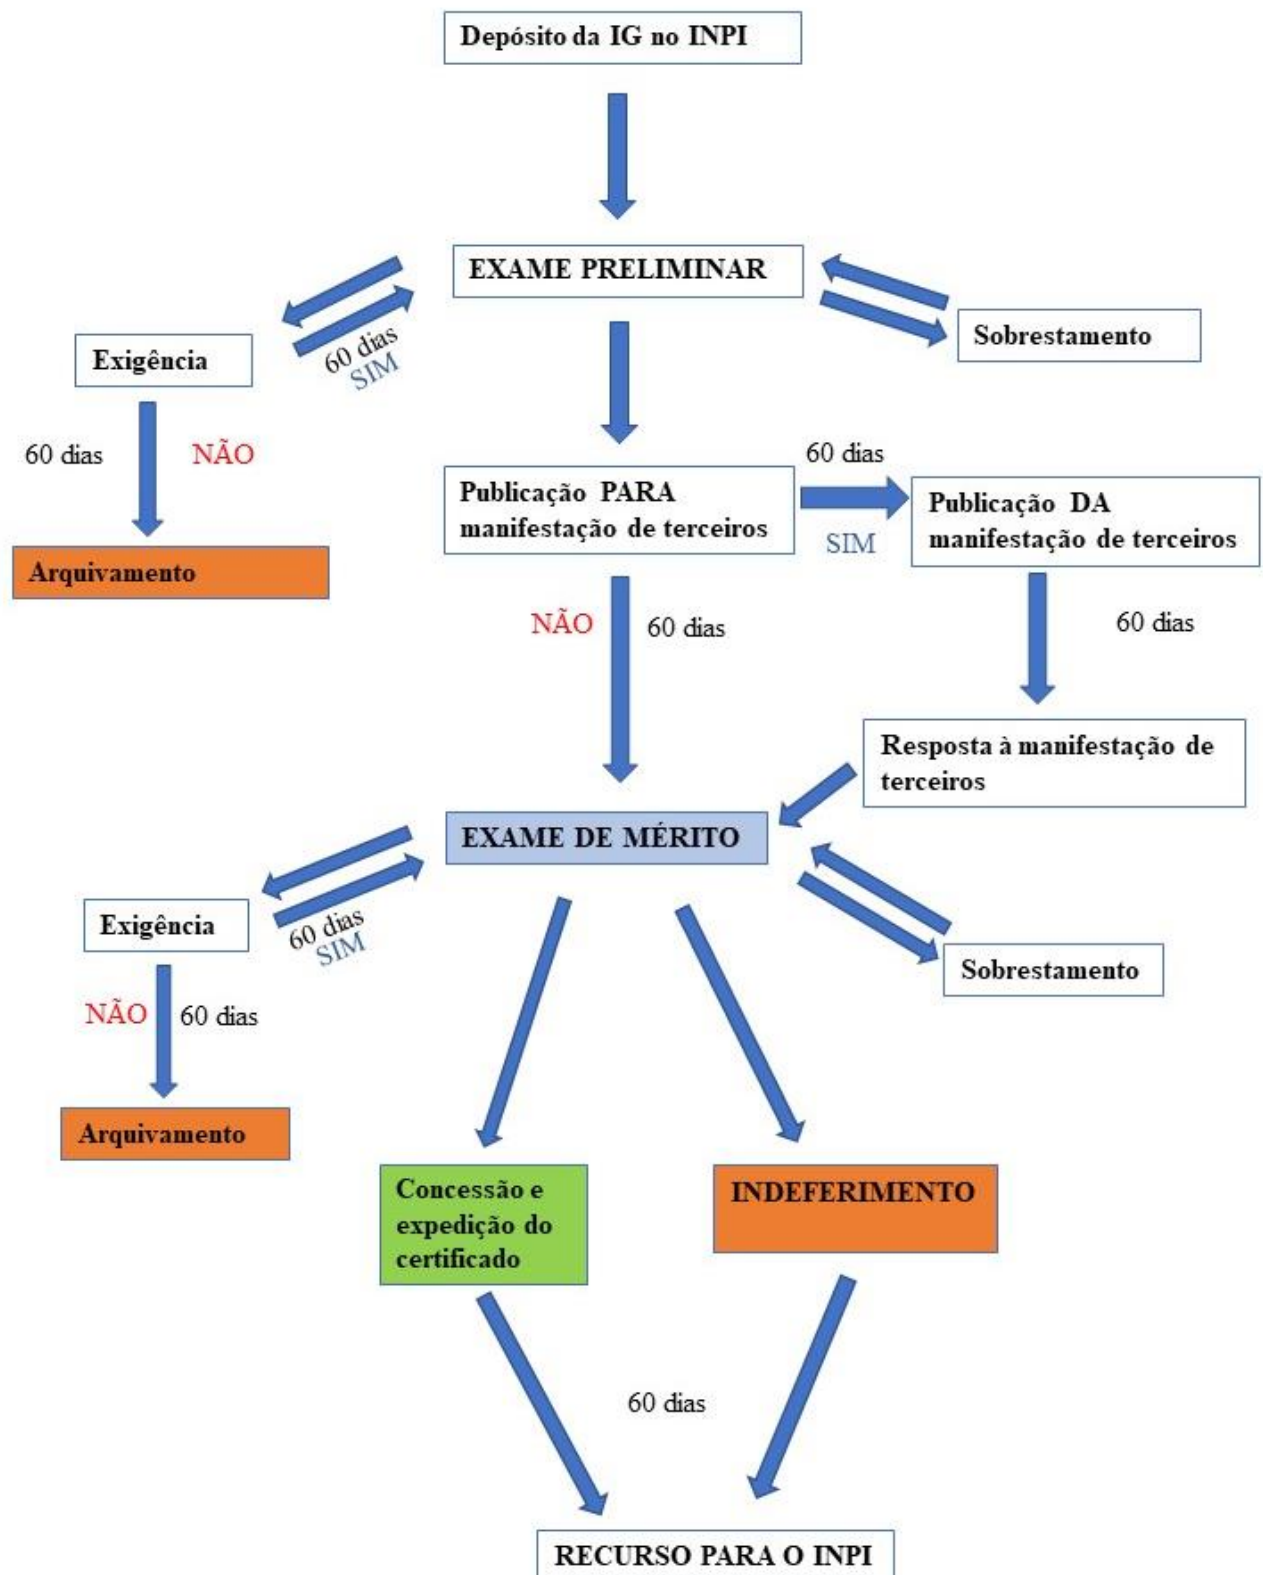 Depósito da IG no INPI
EXAME PRELIMINAR
Exigência
60 dias
SIM
Sobrestamento
60 dias
NÃO
Arquivamento
Publicação PARA
manifestação de terceiros
60 dias
SIM
Publicação DA
manifestação de terceiros
NÃO
60 dias
60 dias
Resposta à manifestação de
terceiros
EXAME DE MÉRITO
Exigência
60 dias
SIM
Sobrestamento
NÃO
60 dias
Arquivamento
Concessão e
expedição do
certificado
INDEFERIMENTO
60 dias
RECURSO PARA O INPI